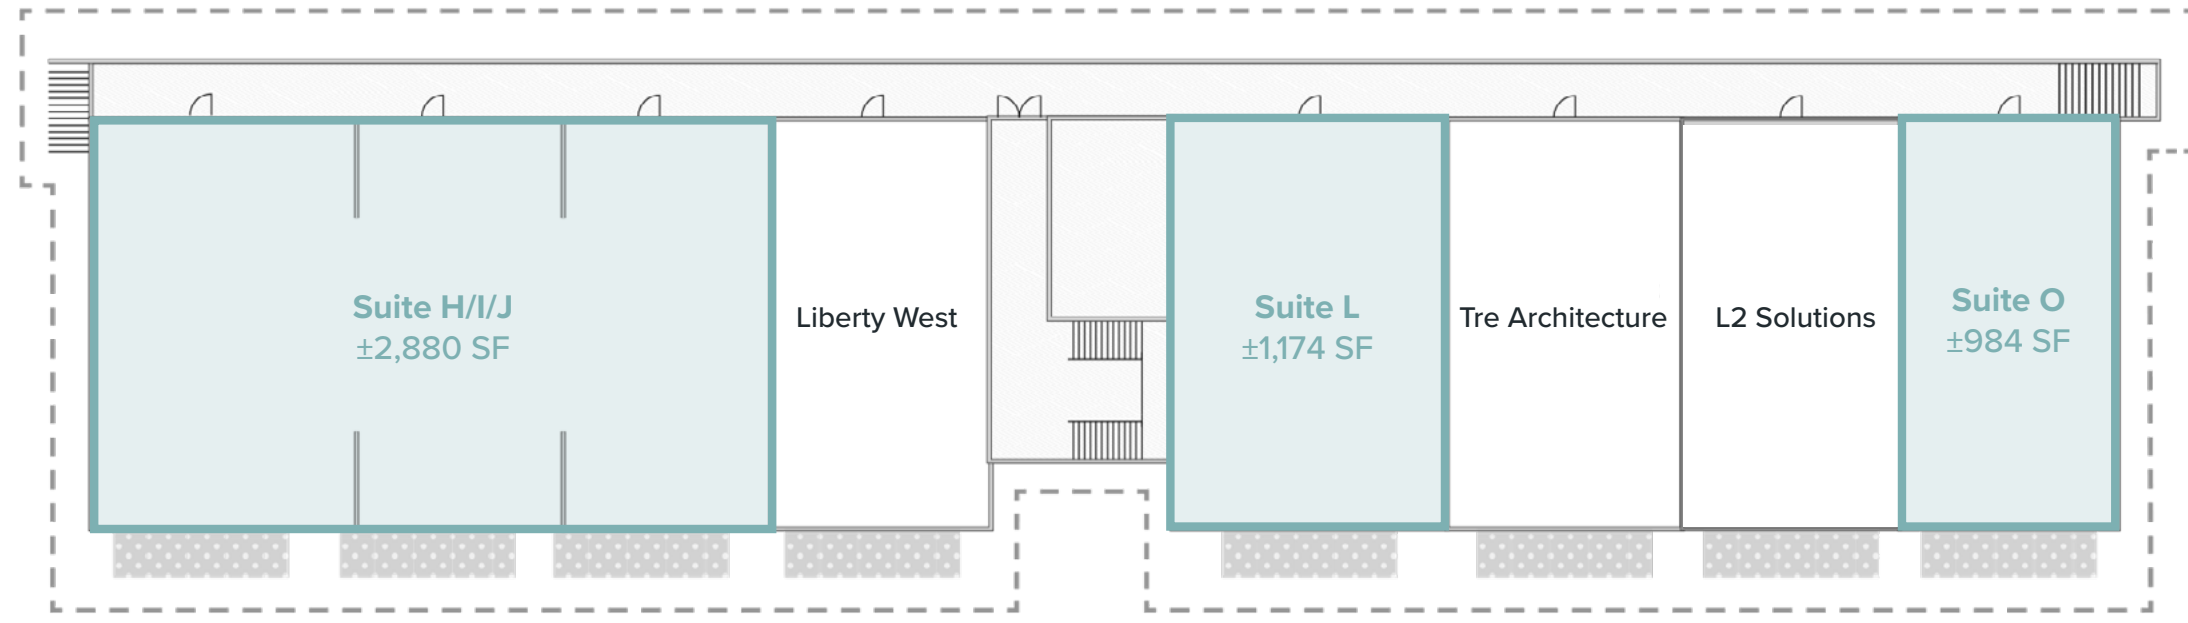 Suite H/I/J
±2,880 SF
Liberty West
Suite L
±1,174 SF
Tre Architecture
L2 Solutions
Suite O
±984 SF